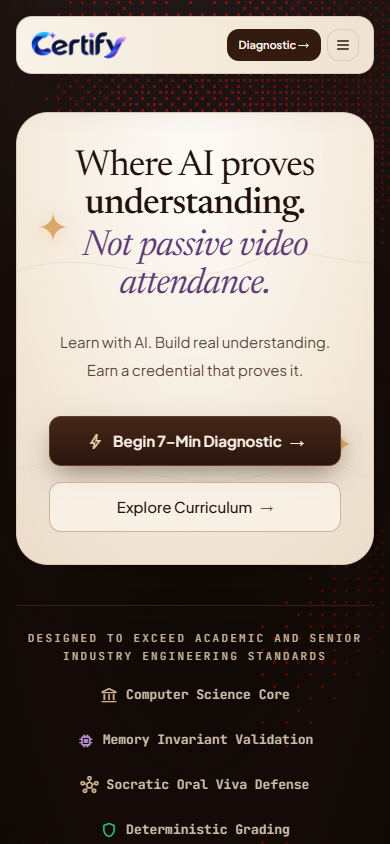 Certify
Diagnostic →
Where AI proves
understanding.
Not passive video
attendance.
Learn with AI. Build real understanding.
Earn a credential that proves it.
Begin 7-Min Diagnostic →
Explore Curriculum →
DESIGNED TO EXCEED ACADEMIC AND SENIOR
INDUSTRY ENGINEERING STANDARDS
Computer Science Core
Memory Invariant Validation
Socratic Oral Viva Defense
Deterministic Grading